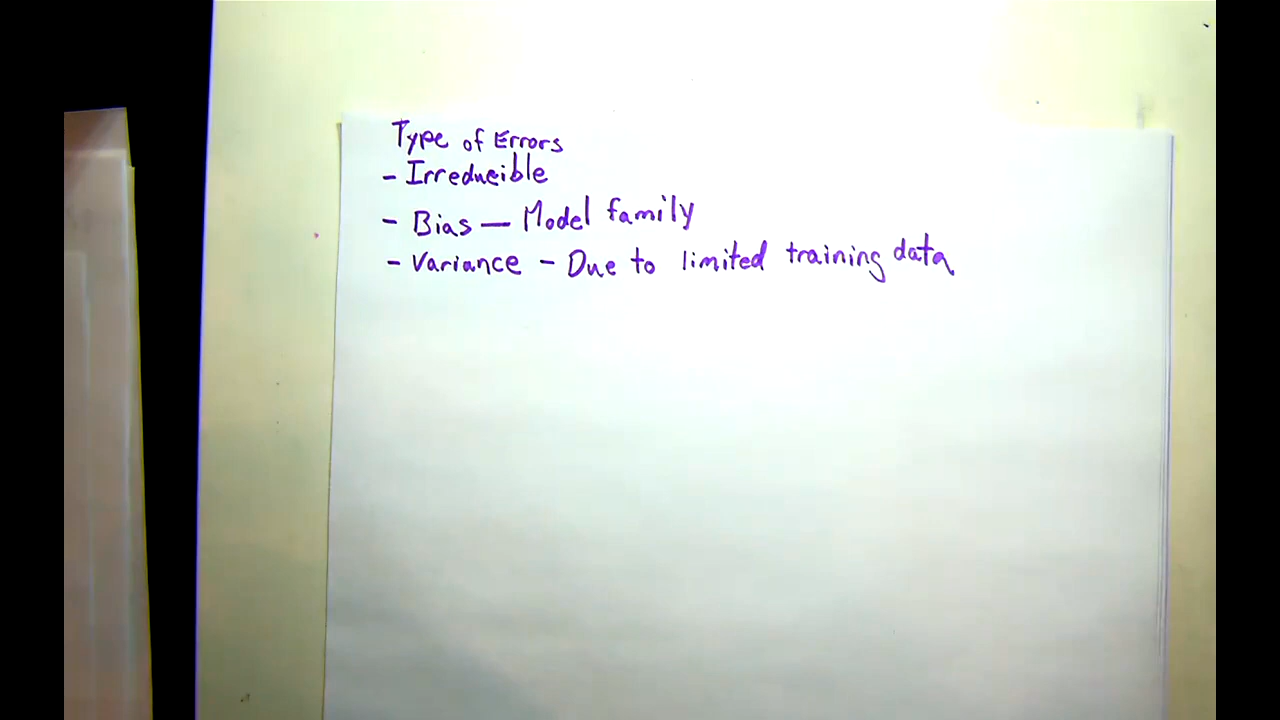 Type of Errors
- Irreducible
- Bias — Model family
- Variance - Due to limited training data